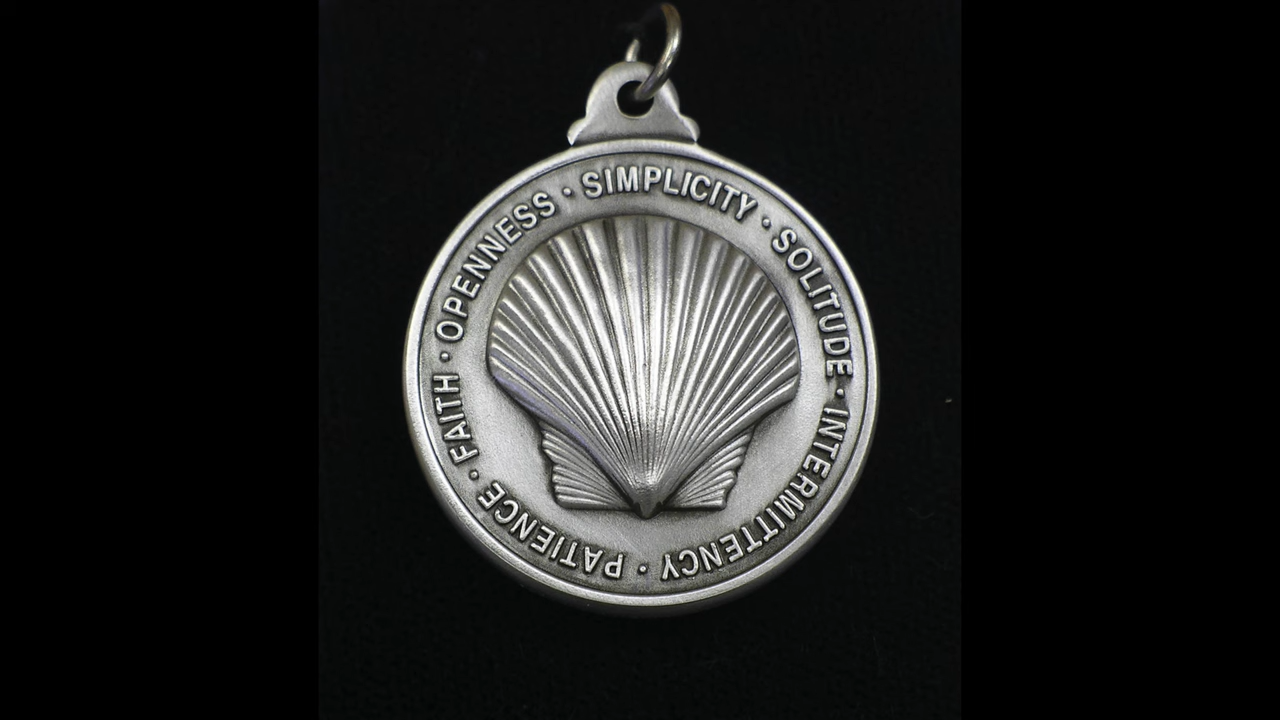 SIMPLICITY · SOLITUDE · INTERMITTENCY · PATIENCE · FAITH · OPENNESS ·